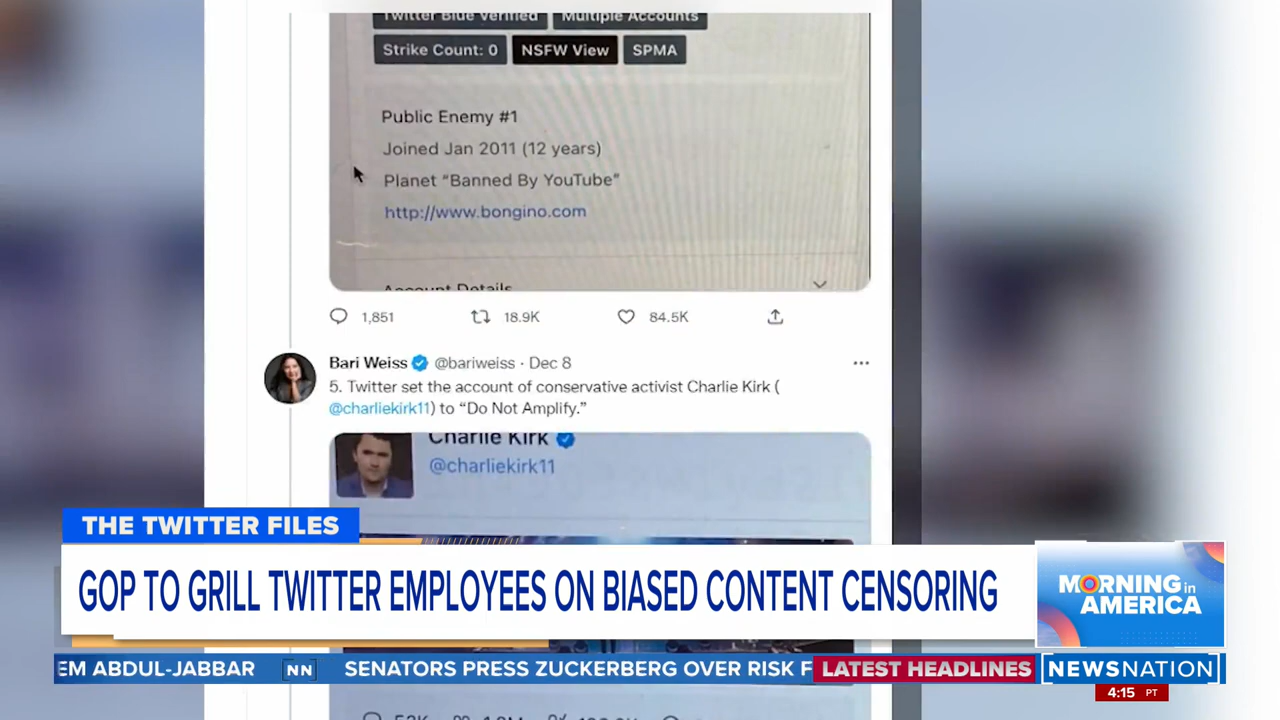 Twitter Blue Verified Multiple Accounts
Strike Count: 0 NSFW View SPMA
Public Enemy #1
Joined Jan 2011 (12 years)
Planet “Banned By YouTube”
http://www.bongino.com
Account Details
1,851 18.9K 84.5K
Bari Weiss @bariweiss · Dec 8
5. Twitter set the account of conservative activist Charlie Kirk (
@charliekirk11) to “Do Not Amplify.”
Charlie Kirk
@charliekirk11
THE TWITTER FILES
GOP TO GRILL TWITTER EMPLOYEES ON BIASED CONTENT CENSORING
MORNING in
AMERICA
EM ABDUL-JABBAR NN SENATORS PRESS ZUCKERBERG OVER RISK F LATEST HEADLINES NEWSNATION
4:15 PT